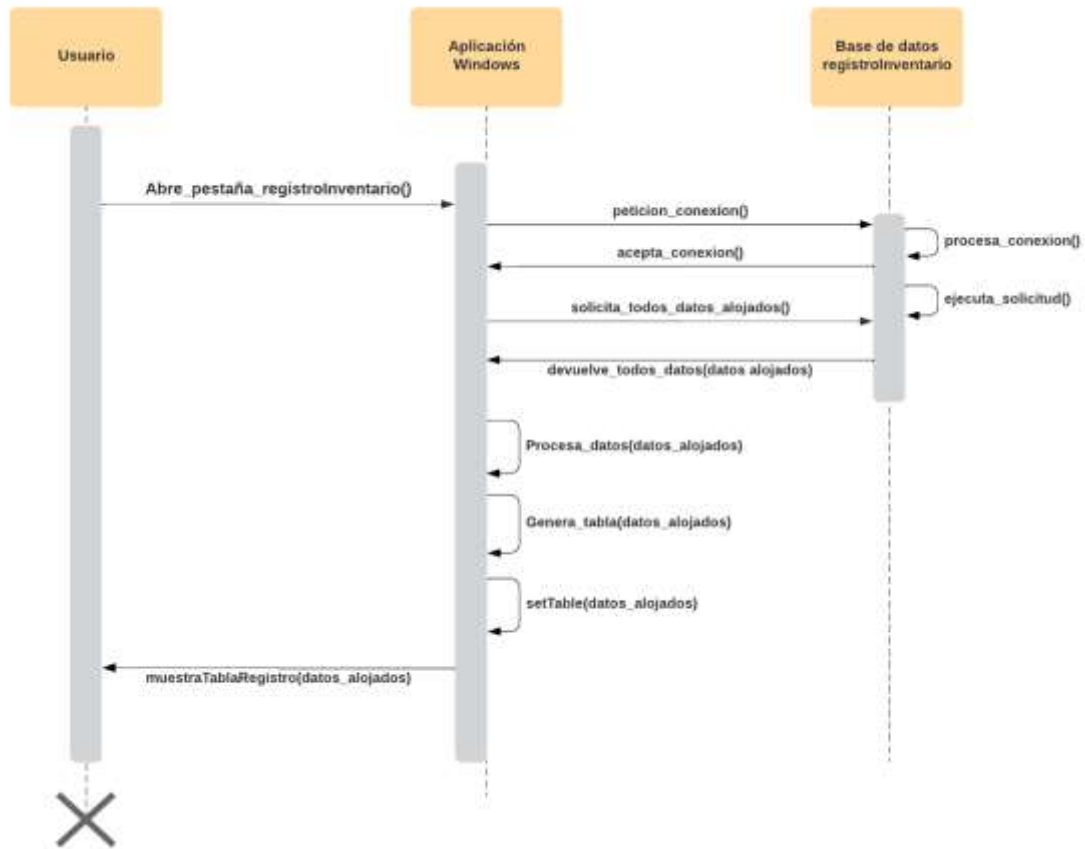 Usuario
Aplicación
Windows
Base de datos
registroInventario
Abre_pestaña_registroInventario()
peticion_conexion()
procesa_conexion()
acepta_conexion()
ejecuta_solicitud()
solicita_todos_datos_alojados()
devuelve_todos_datos(datos alojados)
Procesa_datos(datos_alojados)
Genera_tabla(datos_alojados)
setTable(datos_alojados)
muestraTablaRegistro(datos_alojados)